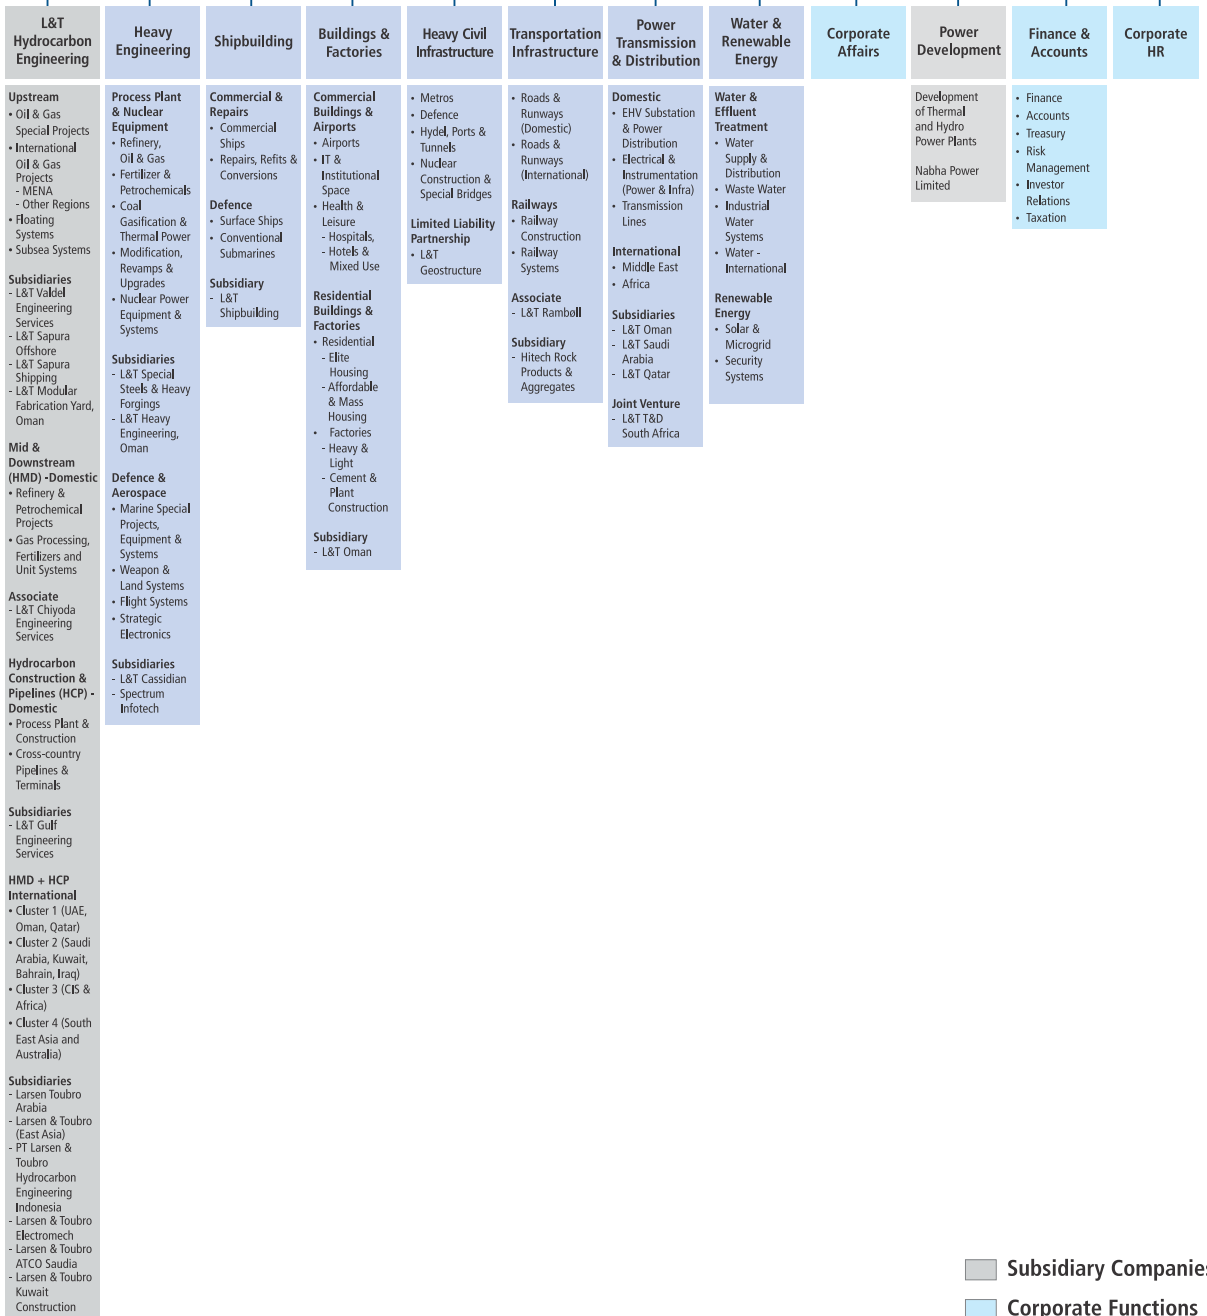 L&T
Hydrocarbon
Engineering
Upstream
• Oil & Gas
Special Projects
• International
Oil & Gas
Projects
- MENA
- Other Regions
• Floating
Systems
• Subsea Systems
Subsidiaries
- L&T Valdel
Engineering
Services
- L&T Sapura
Offshore
- L&T Sapura
Shipping
- L&T Modular
Fabrication Yard,
Oman
Mid &
Downstream
(HMD) -Domestic
• Refinery &
Petrochemical
Projects
• Gas Processing,
Fertilizers and
Unit Systems
Associate
- L&T Chiyoda
Engineering
Services
Hydrocarbon
Construction &
Pipelines (HCP) -
Domestic
• Process Plant &
Construction
• Cross-country
Pipelines &
Terminals
Subsidiaries
- L&T Gulf
Engineering
Services
HMD + HCP
International
• Cluster 1 (UAE,
Oman, Qatar)
• Cluster 2 (Saudi
Arabia, Kuwait,
Bahrain, Iraq)
• Cluster 3 (CIS &
Africa)
• Cluster 4 (South
East Asia and
Australia)
Subsidiaries
- Larsen Toubro
Arabia
- Larsen & Toubro
(East Asia)
- PT Larsen &
Toubro
Hydrocarbon
Engineering
Indonesia
- Larsen & Toubro
Electromech
- Larsen & Toubro
ATCO Saudia
- Larsen & Toubro
Kuwait
Construction
Heavy
Engineering
Process Plant
& Nuclear
Equipment
• Refinery,
Oil & Gas
• Fertilizer &
Petrochemicals
• Coal
Gasification &
Thermal Power
• Modification,
Revamps &
Upgrades
• Nuclear Power
Equipment &
Systems
Subsidiaries
- L&T Special
Steels & Heavy
Forgings
- L&T Heavy
Engineering,
Oman
Defence &
Aerospace
• Marine Special
Projects,
Equipment &
Systems
• Weapon &
Land Systems
• Flight Systems
• Strategic
Electronics
Subsidiaries
- L&T Cassidian
- Spectrum
Infotech
Shipbuilding
Commercial &
Repairs
• Commercial
Ships
• Repairs, Refits &
Conversions
Defence
• Surface Ships
• Conventional
Submarines
Subsidiary
- L&T
Shipbuilding
Buildings &
Factories
Commercial
Buildings &
Airports
• Airports
• IT &
Institutional
Space
• Health &
Leisure
- Hospitals,
- Hotels &
Mixed Use
Residential
Buildings &
Factories
• Residential
- Elite
Housing
- Affordable
& Mass
Housing
• Factories
- Heavy &
Light
- Cement &
Plant
Construction
Subsidiary
- L&T Oman
Heavy Civil
Infrastructure
• Metros
• Defence
• Hydel, Ports &
Tunnels
• Nuclear
Construction &
Special Bridges
Limited Liability
Partnership
• L&T
Geostructure
Transportation
Infrastructure
• Roads &
Runways
(Domestic)
• Roads &
Runways
(International)
Railways
• Railway
Construction
• Railway
Systems
Associate
- L&T Rambøll
Subsidiary
- Hitech Rock
Products &
Aggregates
Power
Transmission
& Distribution
Domestic
• EHV Substation
& Power
Distribution
• Electrical &
Instrumentation
(Power & Infra)
• Transmission
Lines
International
• Middle East
• Africa
Subsidiaries
- L&T Oman
- L&T Saudi
Arabia
- L&T Qatar
Joint Venture
- L&T T&D
South Africa
Water &
Renewable
Energy
Water &
Effluent
Treatment
• Water
Supply &
Distribution
• Waste Water
• Industrial
Water
Systems
• Water -
International
Renewable
Energy
• Solar &
Microgrid
• Security
Systems
Corporate
Affairs
Power
Development
Development
of Thermal
and Hydro
Power Plants
Nabha Power
Limited
Finance &
Accounts
• Finance
• Accounts
• Treasury
• Risk
Management
• Investor
Relations
• Taxation
Corporate
HR
Subsidiary Companies
Corporate Functions